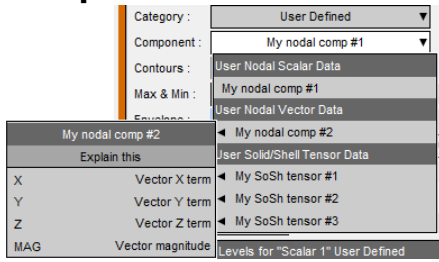 Category :
User Defined
Component :
My nodal comp #1
Contours :
User Nodal Scalar Data
Max & Min :
My nodal comp #1
User Nodal Vector Data
My nodal comp #2
User Solid/Shell Tensor Data
My SoSh tensor #1
My SoSh tensor #2
My SoSh tensor #3
Levels for "Scalar 1" User Defined
My nodal comp #2
Explain this
X Vector X term
Y Vector Y term
Z Vector Z term
MAG Vector magnitude